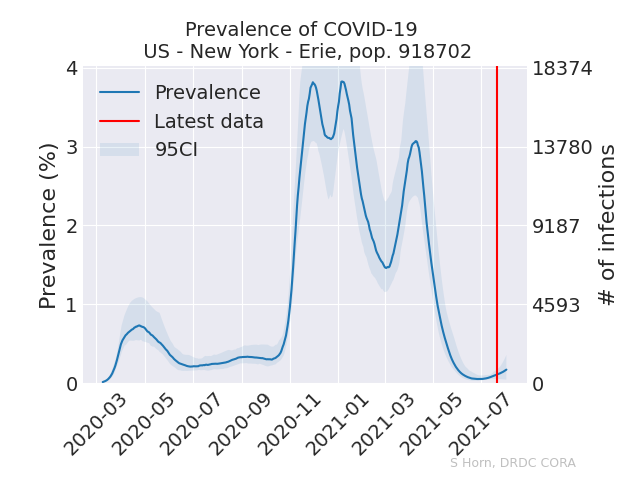 Prevalence of COVID-19
US - New York - Erie, pop. 918702
Prevalence (%)
4
3
2
1
0
Prevalence
Latest data
95CI
18374
13780
9187
4593
0
# of infections
2020-03
2020-05
2020-07
2020-09
2020-11
2021-01
2021-03
2021-05
2021-07
S Horn, DRDC CORA